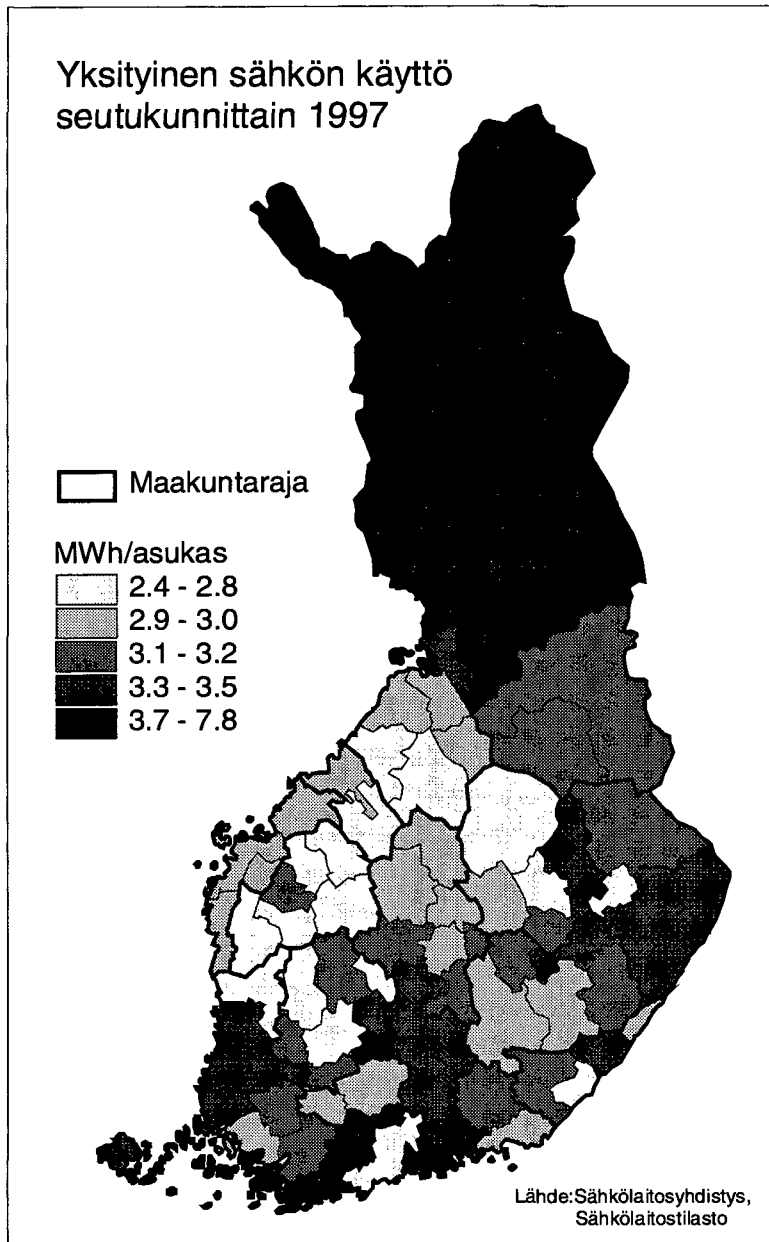 Yksityinen sähkön käyttö
seutukunnittain 1997
Maakuntaraja
MWh/asukas
2.4 - 2.8
2.9 - 3.0
3.1 - 3.2
3.3 - 3.5
3.7 - 7.8
Lähde:Sähkölaitosyhdistys,
Sähkölaitostilasto